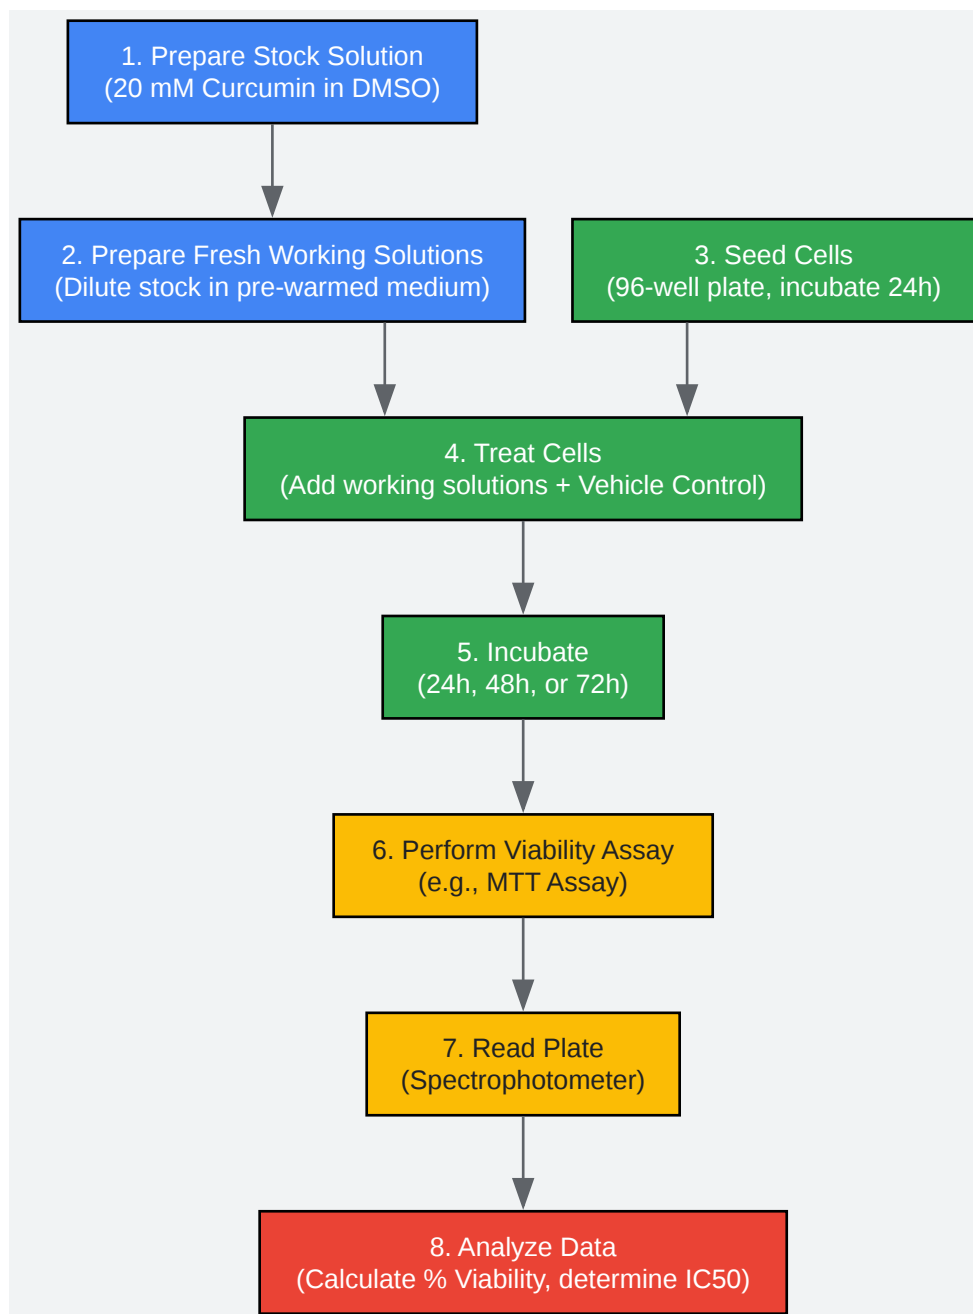 1. Prepare Stock Solution
(20 mM Curcumin in DMSO)
2. Prepare Fresh Working Solutions
(Dilute stock in pre-warmed medium)
3. Seed Cells
(96-well plate, incubate 24h)
4. Treat Cells
(Add working solutions + Vehicle Control)
5. Incubate
(24h, 48h, or 72h)
6. Perform Viability Assay
(e.g., MTT Assay)
7. Read Plate
(Spectrophotometer)
8. Analyze Data
(Calculate % Viability, determine IC50)